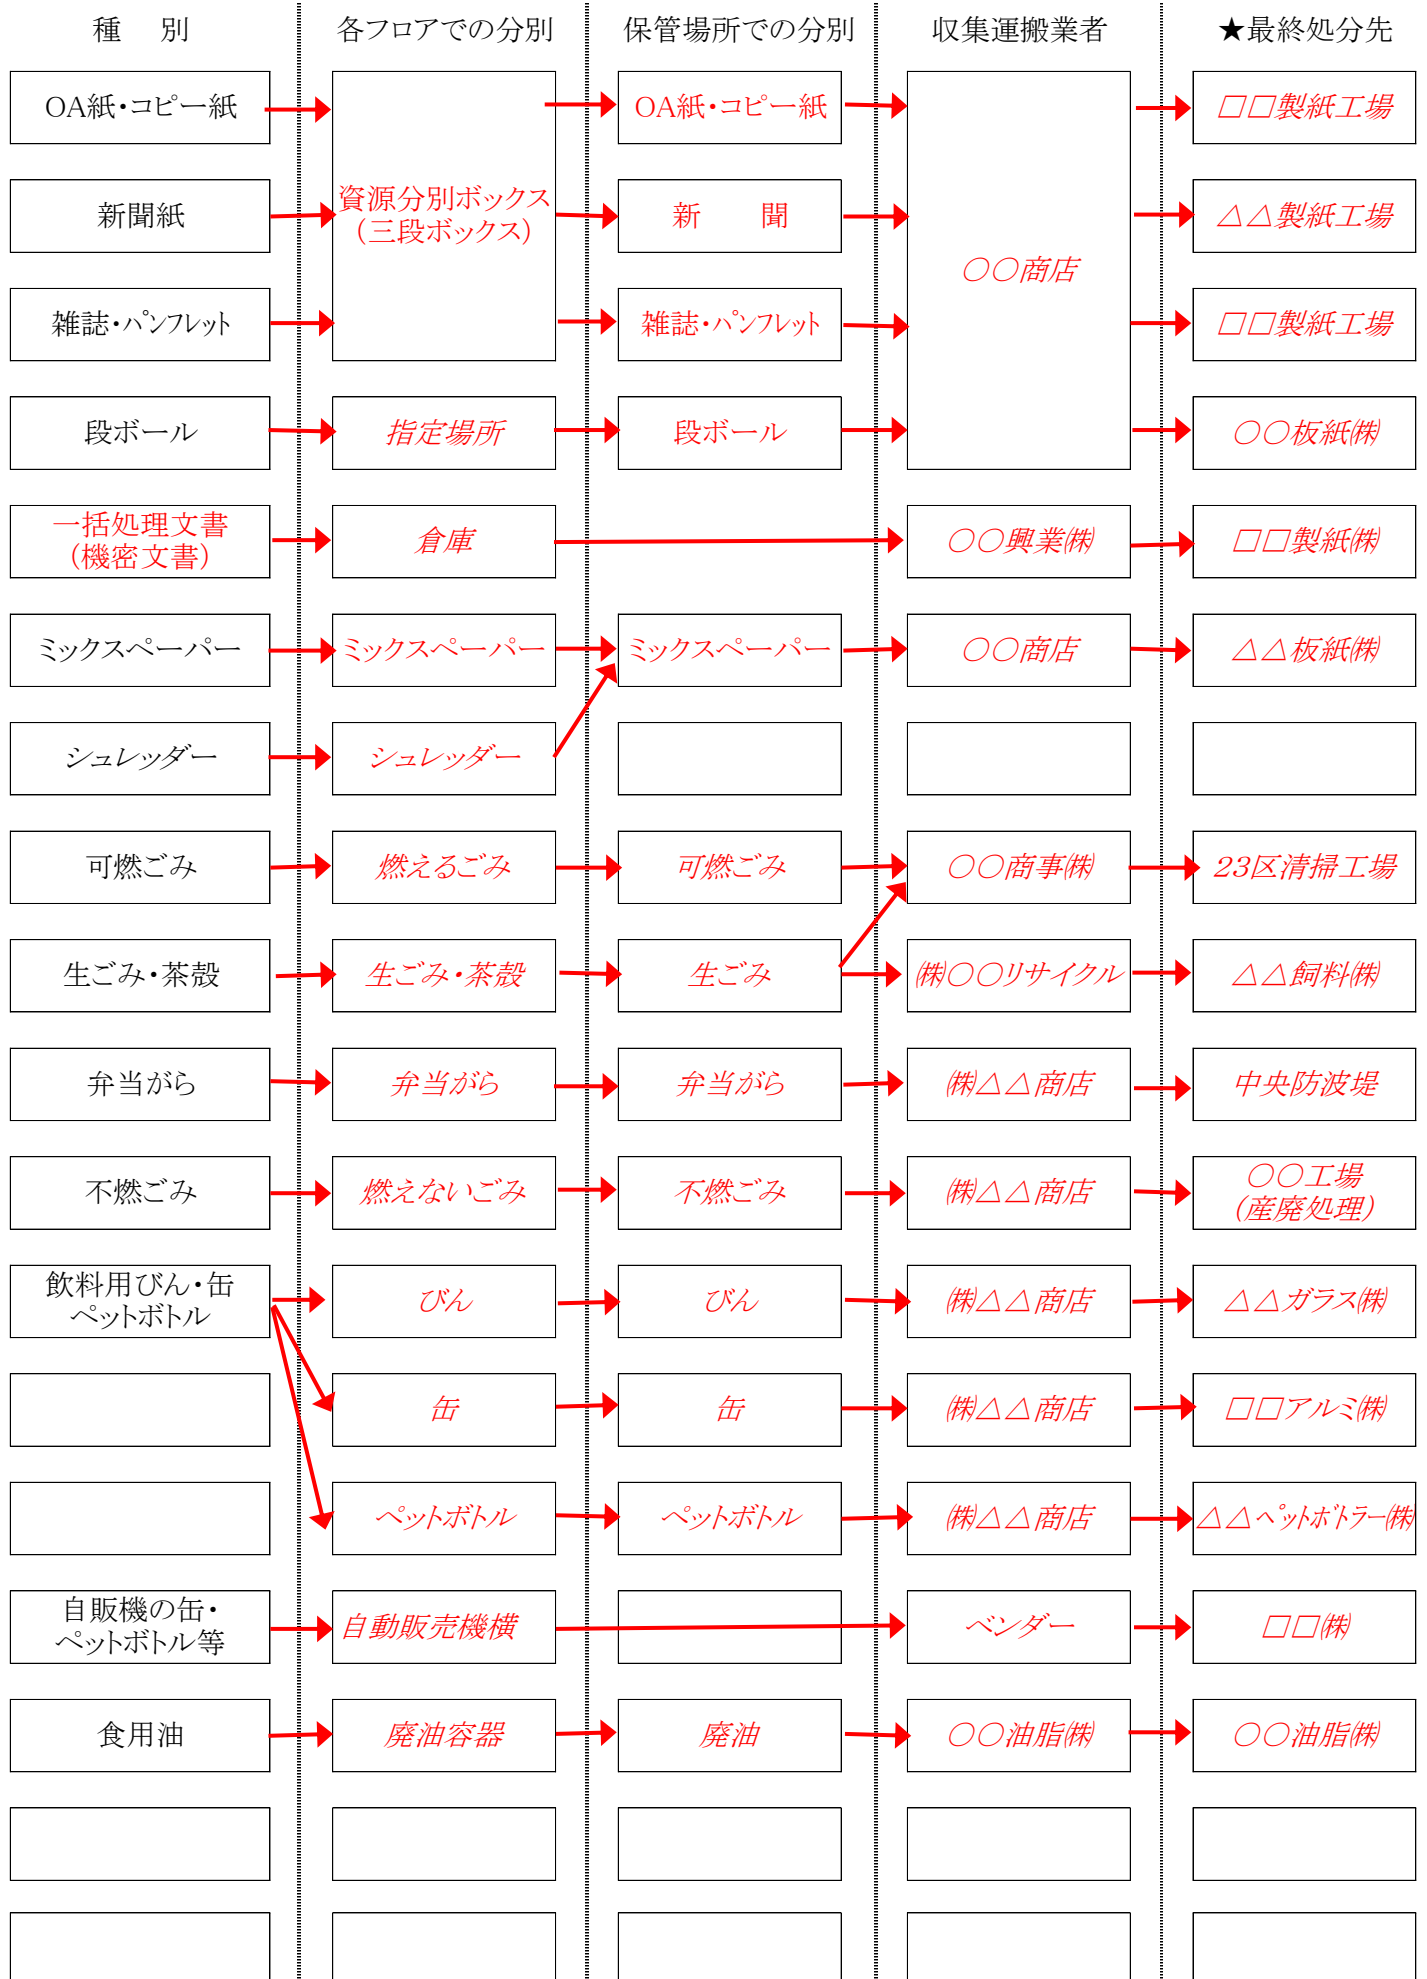 種 別 各フロアでの分別 保管場所での分別 収集運搬業者 ★最終処分先
OA紙・コピー紙 OA紙・コピー紙 □□製紙工場
新聞紙 資源分別ボックス 新 聞 △△製紙工場
(三段ボックス)
○○商店
雑誌・パンフレット 雑誌・パンフレット □□製紙工場
段ボール 指定場所 段ボール ○○板紙㈱
一括処理文書 倉庫 ○○興業㈱ □□製紙㈱
(機密文書)
ミックスペーパー ミックスペーパー ミックスペーパー ○○商店 △△板紙㈱
シュレッダー シュレッダー
可燃ごみ 燃えるごみ 可燃ごみ ○○商事㈱ 23区清掃工場
生ごみ・茶殻 生ごみ・茶殻 生ごみ ㈱○○リサイクル △△飼料㈱
弁当がら 弁当がら 弁当がら ㈱△△商店 中央防波堤
不燃ごみ 燃えないごみ 不燃ごみ ㈱△△商店 ○○工場
(産廃処理)
飲料用びん・缶 びん びん ㈱△△商店 △△ガラス㈱
ペットボトル
缶 缶 ㈱△△商店 □□アルミ㈱
ペットボトル ペットボトル ㈱△△商店 △△ペットボトラー㈱
自販機の缶・ 自動販売機横 ベンダー □□㈱
ペットボトル等
食用油 廃油容器 廃油 ○○油脂㈱ ○○油脂㈱